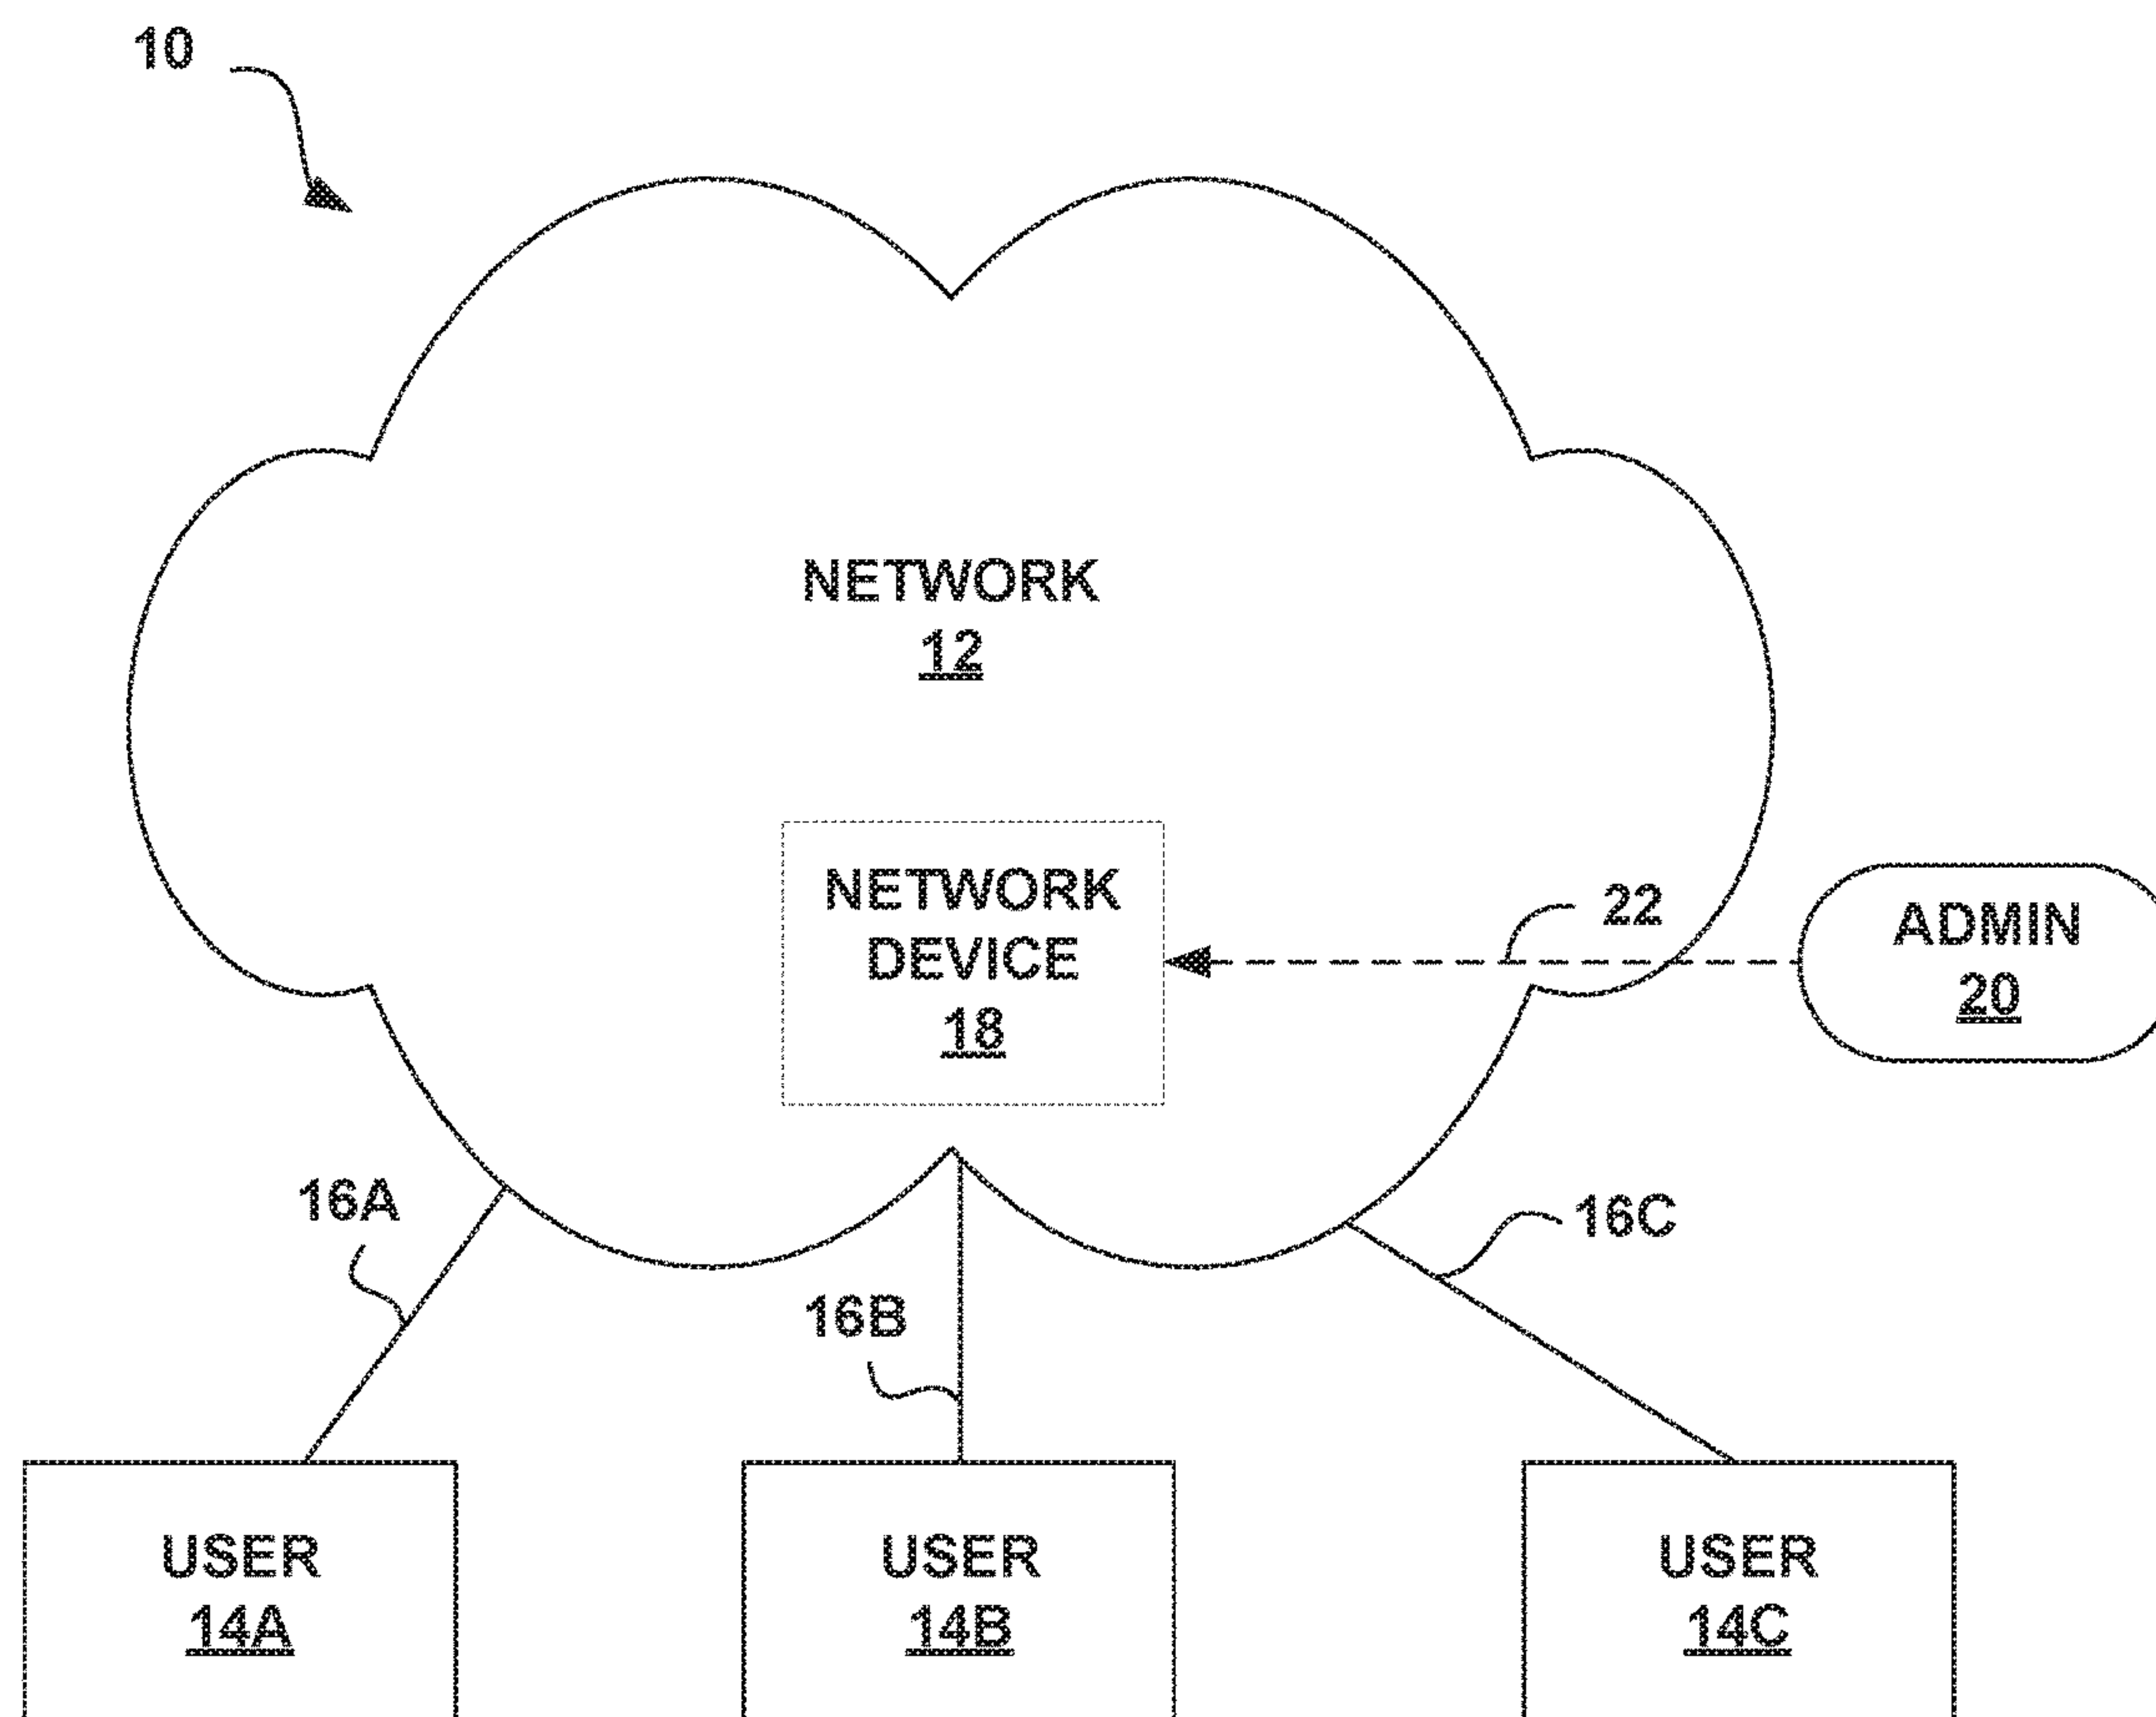 10
NETWORK
12
NETWORK
DEVICE
18
22
ADMIN
20
16A
16B
16C
USER
14A
USER
14B
USER
14C